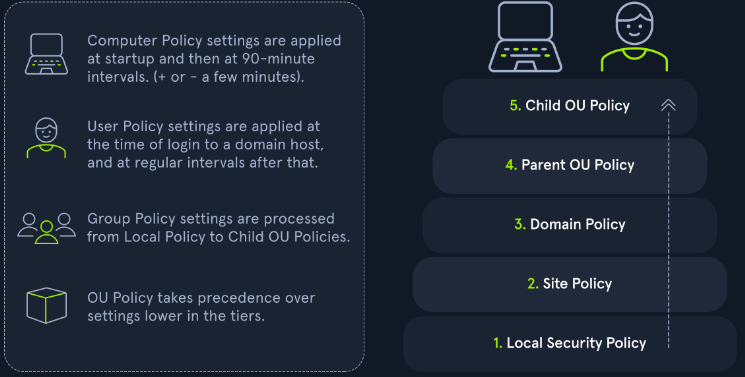 Computer Policy settings are applied
at startup and then at 90-minute
intervals. (+ or - a few minutes).
User Policy settings are applied at
the time of login to a domain host,
and at regular intervals after that.
Group Policy settings are processed
from Local Policy to Child OU Policies.
OU Policy takes precedence over
settings lower in the tiers.
5. Child OU Policy
4. Parent OU Policy
3. Domain Policy
2. Site Policy
1. Local Security Policy